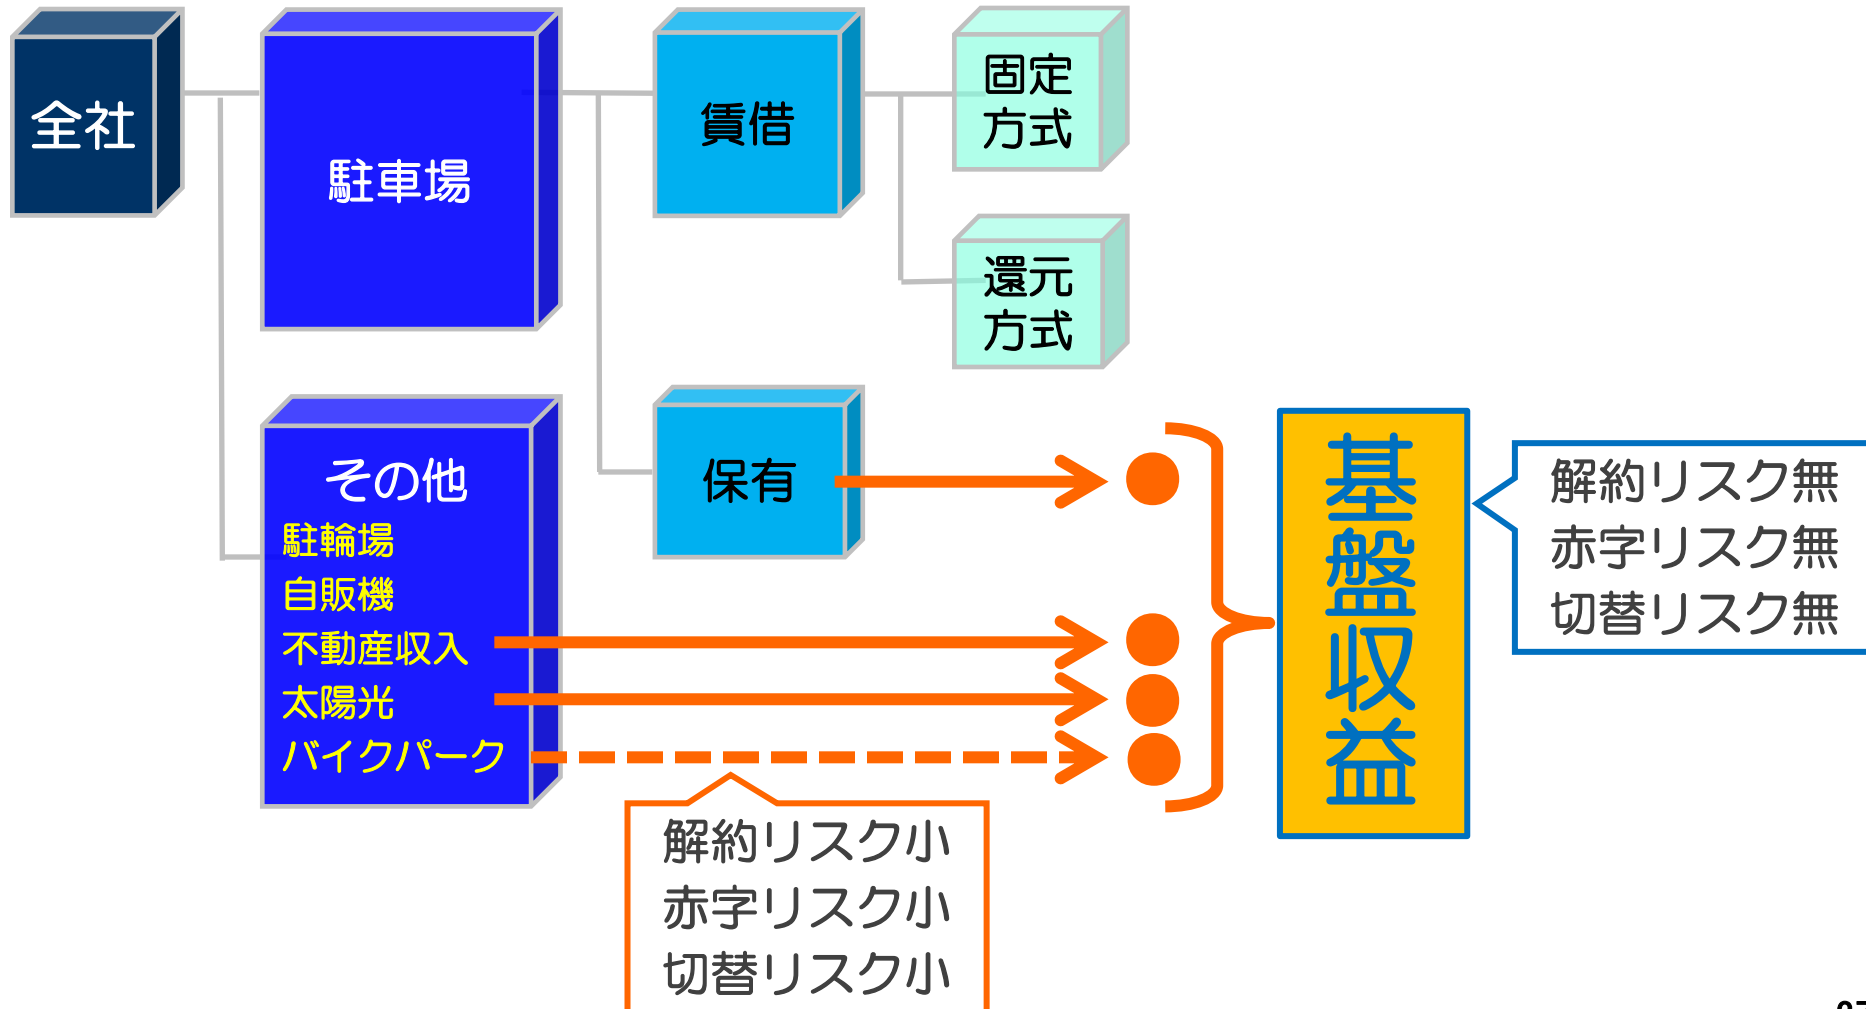 全社
駐車場
賃借
固定
方式
還元
方式
その他
駐輪場
自販機
不動産収入
太陽光
バイクパーク
保有
基盤収益
解約リスク無
赤字リスク無
切替リスク無
解約リスク小
赤字リスク小
切替リスク小